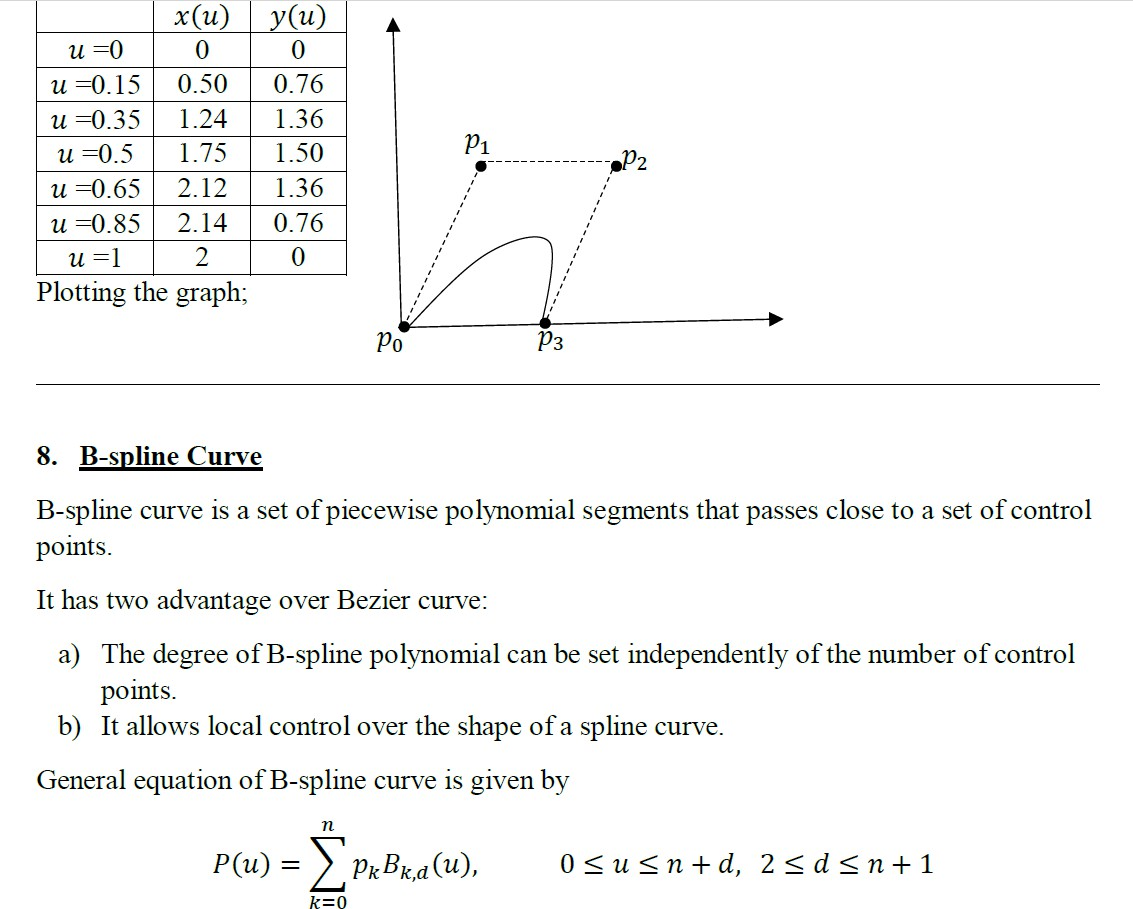 x(u) y(u)
u =0 0 0
u =0.15 0.50 0.76
u =0.35 1.24 1.36
u =0.5 1.75 1.50
u =0.65 2.12 1.36
u =0.85 2.14 0.76
u =1 2 0
Plotting the graph;
p₁
p₂
p₀
p₃
8. B-spline Curve
B-spline curve is a set of piecewise polynomial segments that passes close to a set of control
points.
It has two advantage over Bezier curve:
a) The degree of B-spline polynomial can be set independently of the number of control
points.
b) It allows local control over the shape of a spline curve.
General equation of B-spline curve is given by
P(u) = ∑_{k=0}^{n} p_k B_{k,d}(u), 0 ≤ u ≤ n + d, 2 ≤ d ≤ n + 1